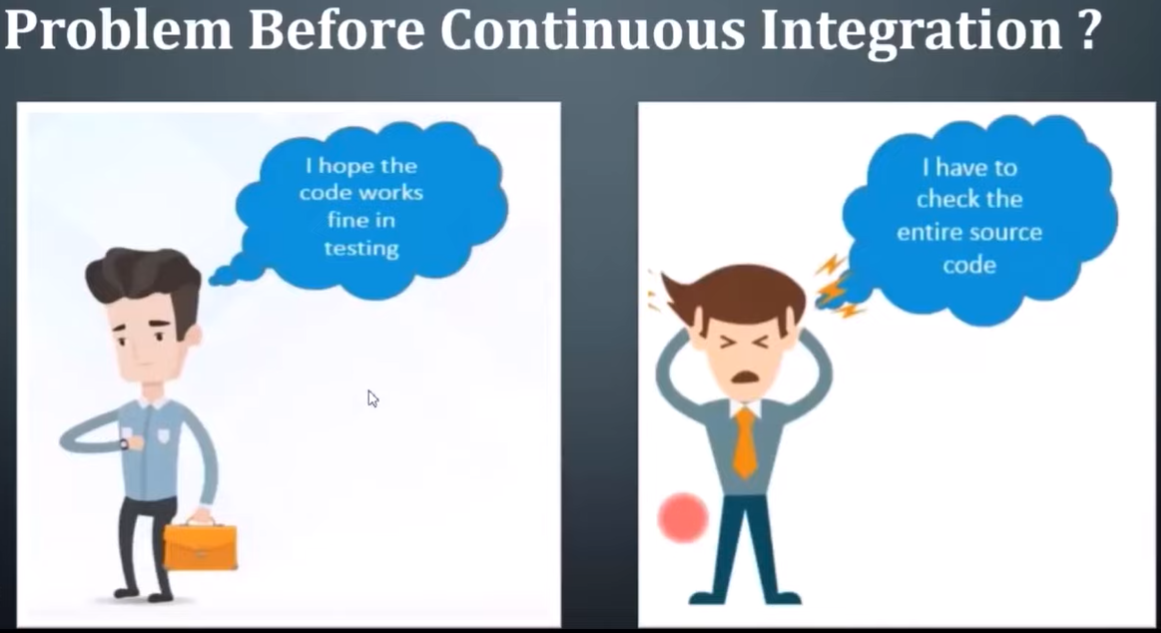 Problem Before Continuous Integration ?
I hope the
code works
fine in
testing
I have to
check the
entire source
code